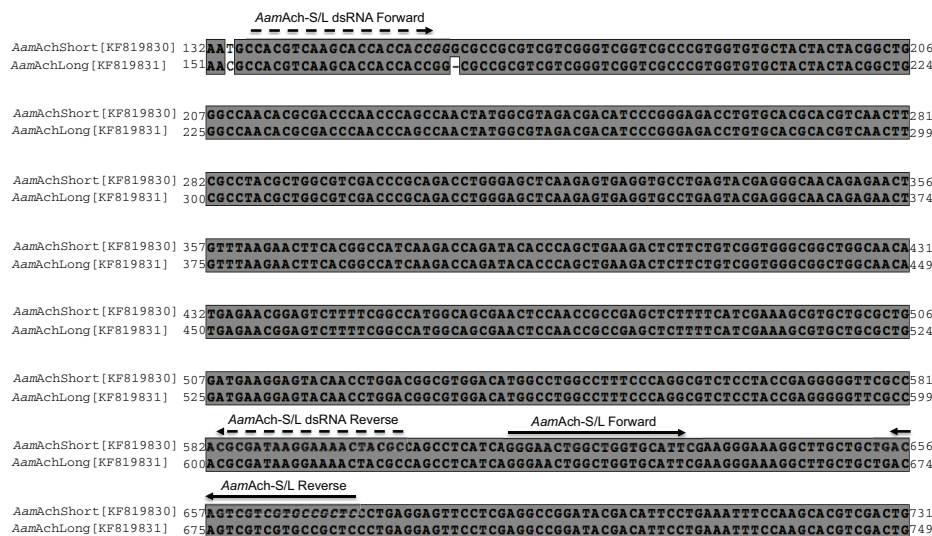 AamAch-S/L dsRNA Forward
AamAchShort[KF819830] 132 AATGCCACGTCAAGCACCACCACCGGGCGCCGCGTCGTCGGGTCGGTCGCCCGTGGTGTGCTACTACTACGGCTG 206
AamAchLong[KF819831] 151 AACGCCACGTCAAGCACCACCACCGG-CGCCGCGTCGTCGGGTCGGTCGCCCGTGGTGTGCTACTACTACGGCTG 224
AamAchShort[KF819830] 207 GGCCAACACGCGACCCAACCCAGCCAACTATGGCGTAGACGACATCCCGGGAGACCTGTGCACGCACGTCAACTT 281
AamAchLong[KF819831] 225 GGCCAACACGCGACCCAACCCAGCCAACTATGGCGTAGACGACATCCCGGGAGACCTGTGCACGCACGTCAACTT 299
AamAchShort[KF819830] 282 CGCCTACGCTGGCGTCGACCCGCAGACCTGGGAGCTCAAGAGTGAGGTGCCTGAGTACGAGGGCAACAGAGAACT 356
AamAchLong[KF819831] 300 CGCCTACGCTGGCGTCGACCCGCAGACCTGGGAGCTCAAGAGTGAGGTGCCTGAGTACGAGGGCAACAGAGAACT 374
AamAchShort[KF819830] 357 GTTTAAGAACTTCACGGCCATCAAGACCAGATACACCCAGCTGAAGACTCTTCTGTCGGTGGGCGGCTGGCAACA 431
AamAchLong[KF819831] 375 GTTTAAGAACTTCACGGCCATCAAGACCAGATACACCCAGCTGAAGACTCTTCTGTCGGTGGGCGGCTGGCAACA 449
AamAchShort[KF819830] 432 TGAGAACGGAGTCTTTTCGGCCATGGCAGCGAACTCCAACCGCCGAGCTCTTTTCATCGAAAGCGTGCTGCGCTG 506
AamAchLong[KF819831] 450 TGAGAACGGAGTCTTTTCGGCCATGGCAGCGAACTCCAACCGCCGAGCTCTTTTCATCGAAAGCGTGCTGCGCTG 524
AamAchShort[KF819830] 507 GATGAAGGAGTACAACCTGGACGGCGTGGACATGGCCTGGCCTTTCCCAGGCGTCTCCTACCGAGGGGGTTCGCC 581
AamAchLong[KF819831] 525 GATGAAGGAGTACAACCTGGACGGCGTGGACATGGCCTGGCCTTTCCCAGGCGTCTCCTACCGAGGGGGTTCGCC 599
AamAch-S/L dsRNA Reverse AamAch-S/L Forward
AamAchShort[KF819830] 582 ACGCGATAAGGAAAACTACGCCAGCCTCATCAGGGAACTGGCTGGTGCATTCGAAGGGAAAGGCTTGCTGCTGAC 656
AamAchLong[KF819831] 600 ACGCGATAAGGAAAACTACGCCAGCCTCATCAGGGAACTGGCTGGTGCATTCGAAGGGAAAGGCTTGCTGCTGAC 674
AamAch-S/L Reverse
AamAchShort[KF819830] 657 AGTCGTCGTGCCGCTCCCTGAGGAGTTCCTCGAGGCCGGATACGACATTCCTGAAATTTCCAAGCACGTCGACTG 731
AamAchLong[KF819831] 675 AGTCGTCGTGCCGCTCCCTGAGGAGTTCCTCGAGGCCGGATACGACATTCCTGAAATTTCCAAGCACGTCGACTG 749